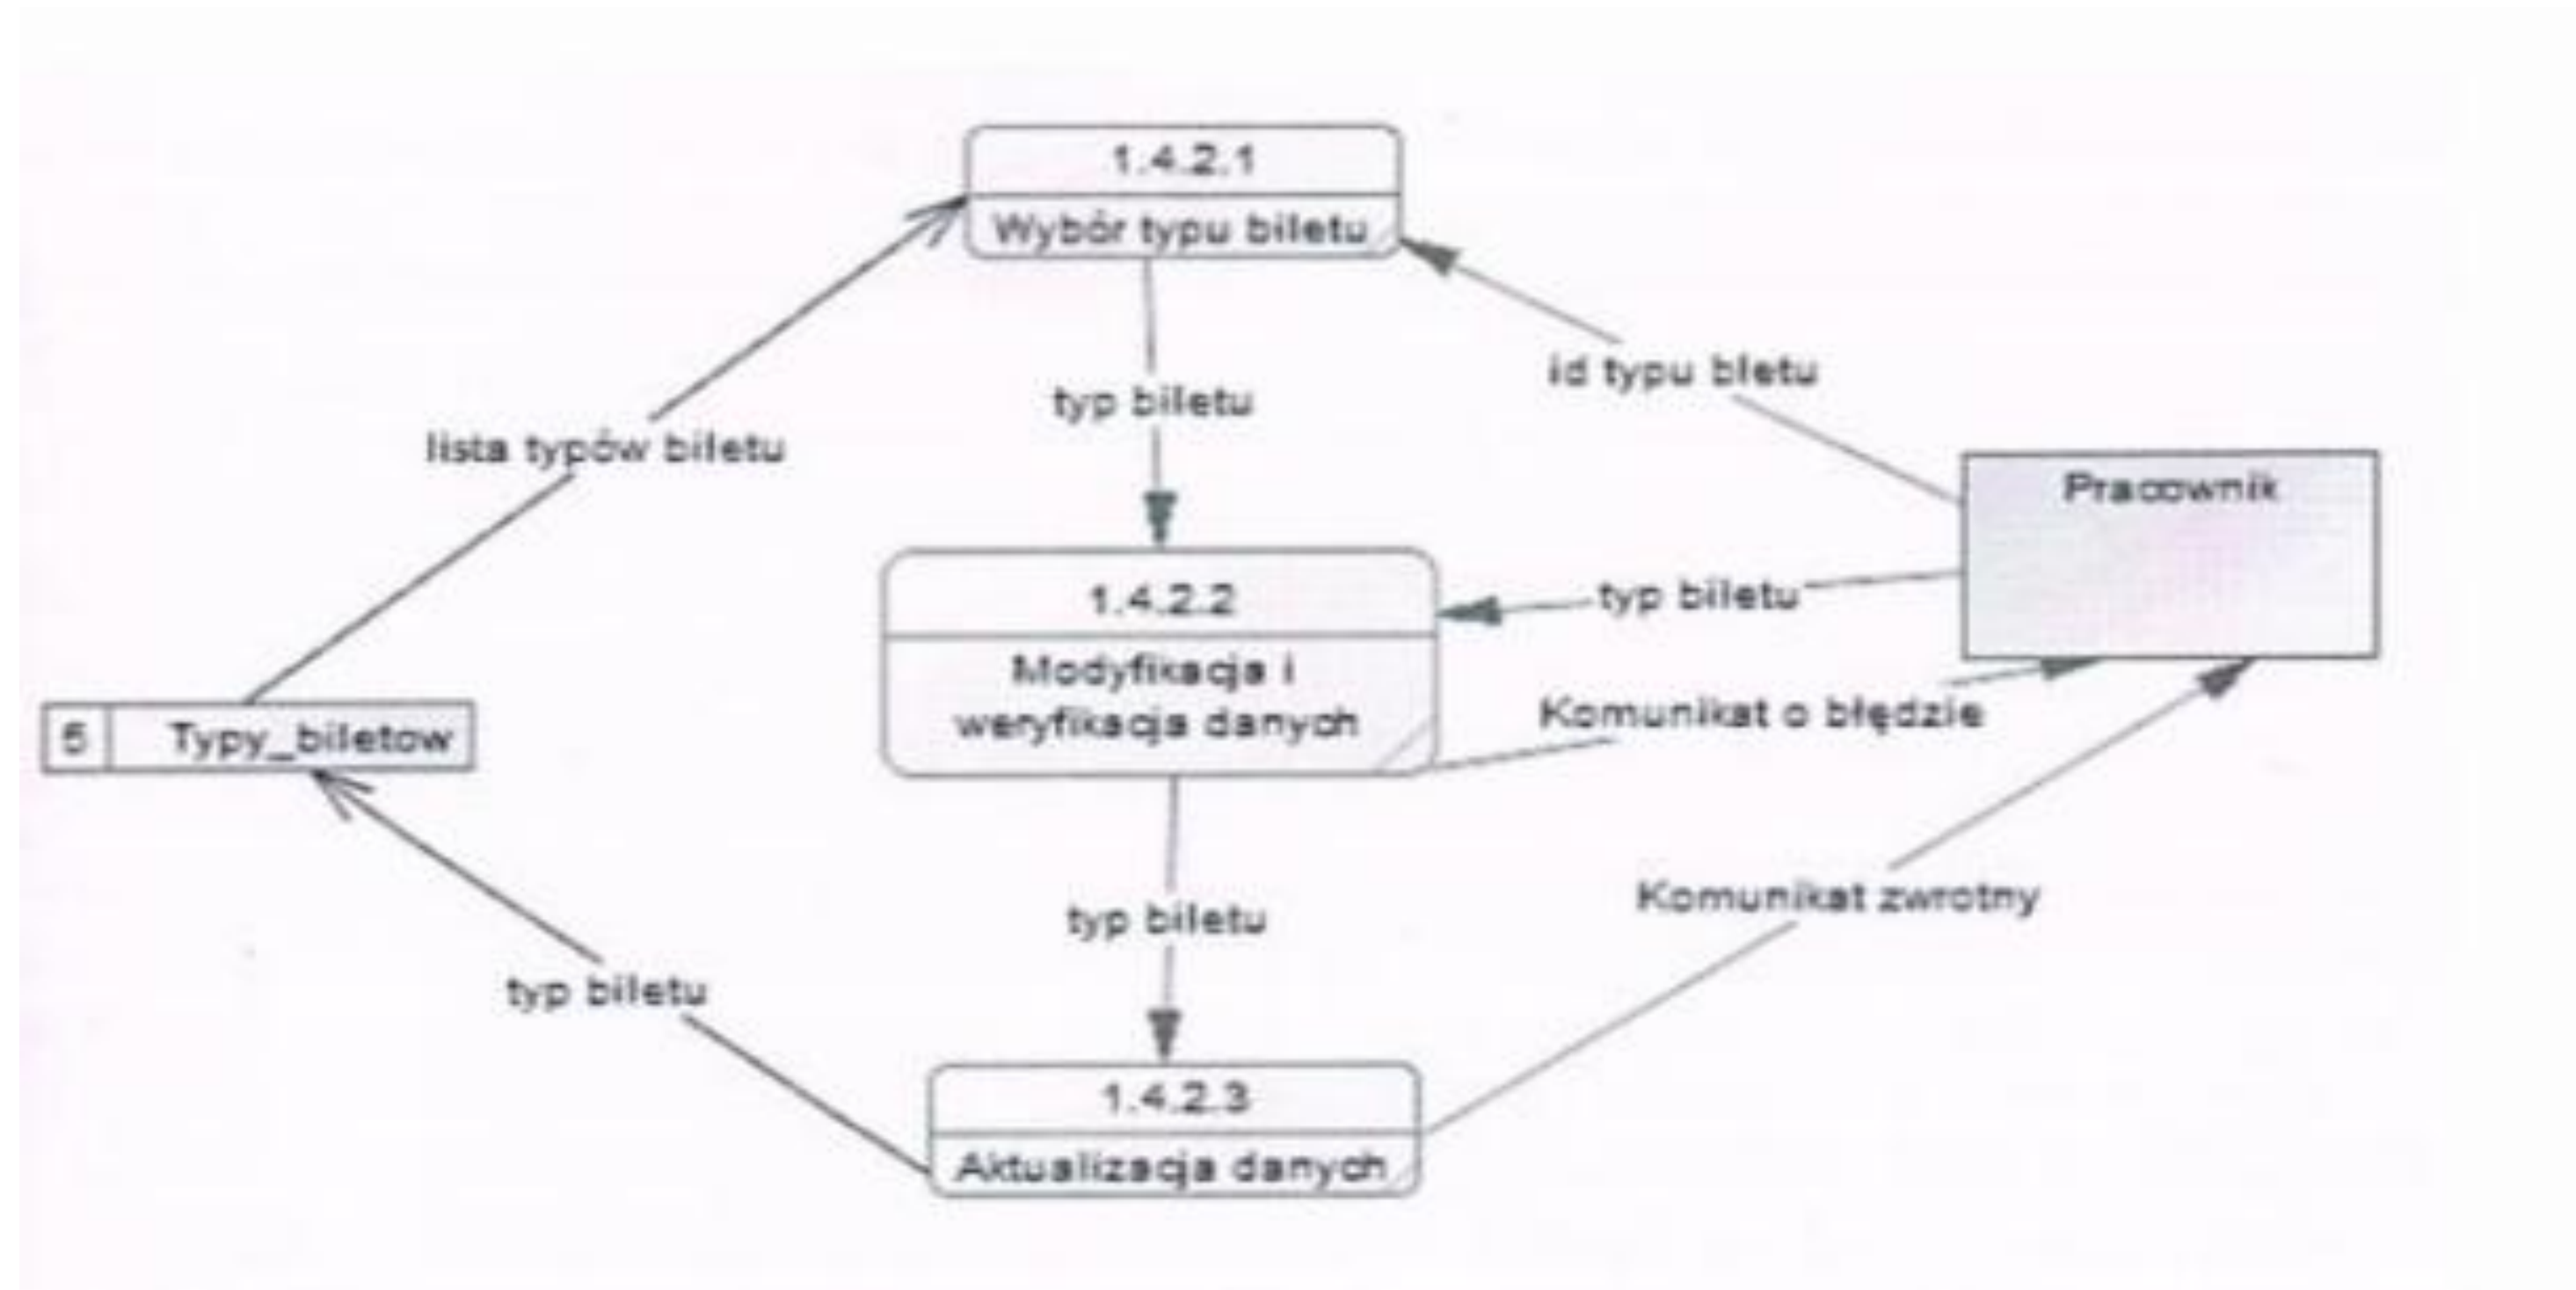 1.4.2.1
Wybór typu biletu
id typu bletu
typ biletu
lista typów biletu
Pracownik
1.4.2.2
typ biletu
Modyfikacja i
weryfikacja danych
Komunikat o błędzie
5 Typy_biletow
Komunikat zwrotny
typ biletu
typ biletu
1.4.2.3
Aktualizacja danych